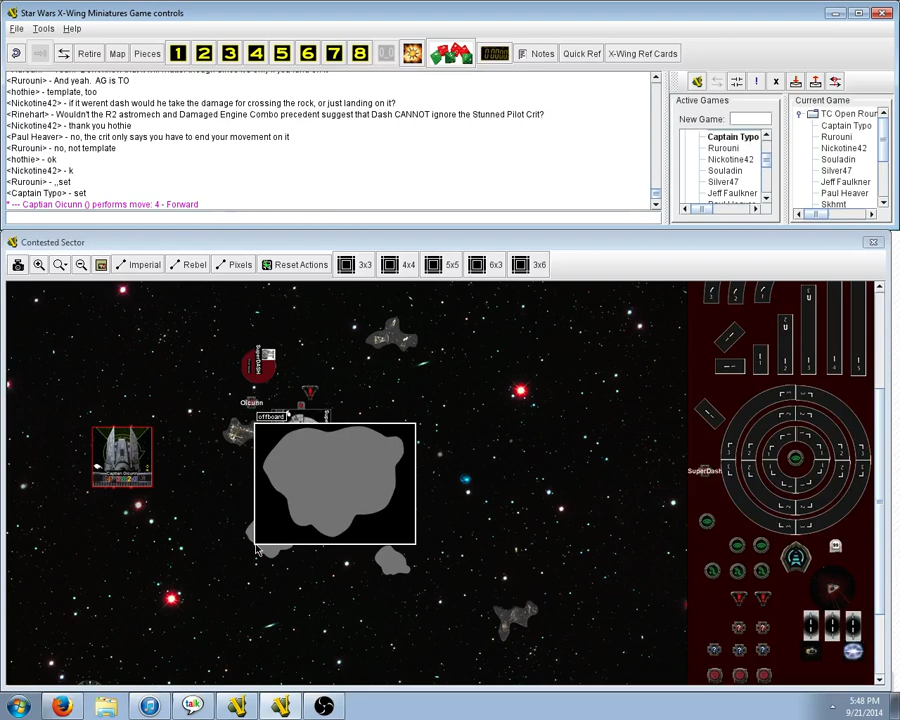 Star Wars X-Wing Miniatures Game controls
File Tools Help
Retire Map Pieces 1 2 3 4 5 6 7 8 Notes Quick Ref X-Wing Ref Cards
<hothie> - template, too
<Nickotine42> - if it werent dash would he take the damage for crossing the rock, or just landing on it?
<Rinehart> - Wouldn't the R2 astromech and Damaged Engine Combo precedent suggest that Dash CANNOT ignore the Stunned Pilot Crit?
<Nickotine42> - thank you hothie
<Paul Heaver> - no, the crit only says you have to end your movement on it
<Rurouni> - no, not template
<hothie> - ok
<Nickotine42> - k
<Rurouni> - ,,set
<Captain Typo> - set
* --- Captian Oicunn () performs move: 4 - Forward
<Rurouni> - And yeah. AG is TO
! x
Active Games
New Game:
Captain Typo
Rurouni
Nickotine42
Souladin
Silver47
Jeff Faulkner
Current Game
TC Open Roun
Captain Typo
Rurouni
Nickotine42
Souladin
Silver47
Jeff Faulkner
Paul Heaver
Skhmt
Contested Sector
Imperial Rebel Pixels Reset Actions 3x3 4x4 5x5 6x3 3x6
SuperDASH
Oicunn
offboard
Captian Oicunn
SuperDash
5:48 PM
9/21/2014